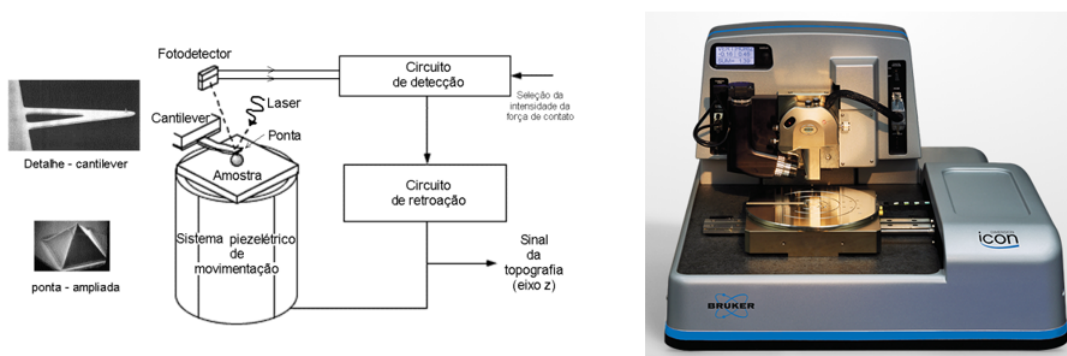 Fotodetector
Circuito
de detecção
Seleção da
intensidade da
força de contato
Laser
Cantilever
Ponta
Detalhe - cantilever
Amostra
Circuito
de retroação
Sistema piezelétrico
de
movimentação
Sinal
da
topografia
(eixo z)
ponta - ampliada
icon
BRUKER